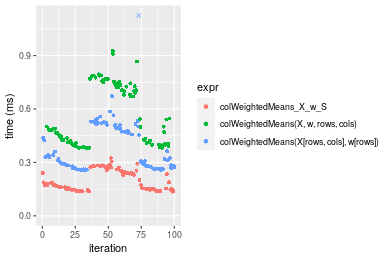 0.9
0.6
0.3
0.0
time (ms)
0
25
50
75
100
iteration
expr
colWeightedMeans_X_w_S
colWeightedMeans(X, w, rows, cols)
colWeightedMeans(X[rows, cols], w[rows])